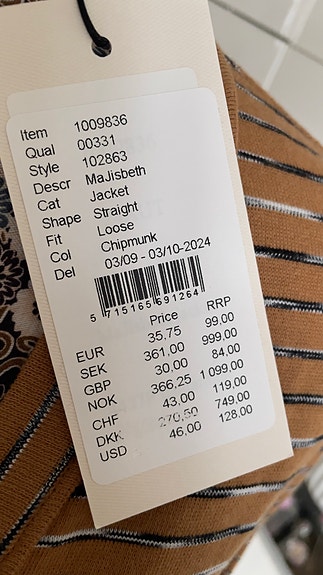 Item 1009836
Qual 00331
Style 102863
Descr MaJisbeth
Cat Jacket
Shape Straight
Fit Loose
Col Chipmunk
Del 03/09 - 03/10-2024
5 715165 691264
Price RRP
EUR 35,75 99,00
SEK 361,00 999,00
GBP 30.00 84,00
NOK 366,25 1 099,00
CHF 43,00 119,00
DKK 270,50 749,00
USD 46,00 128,00